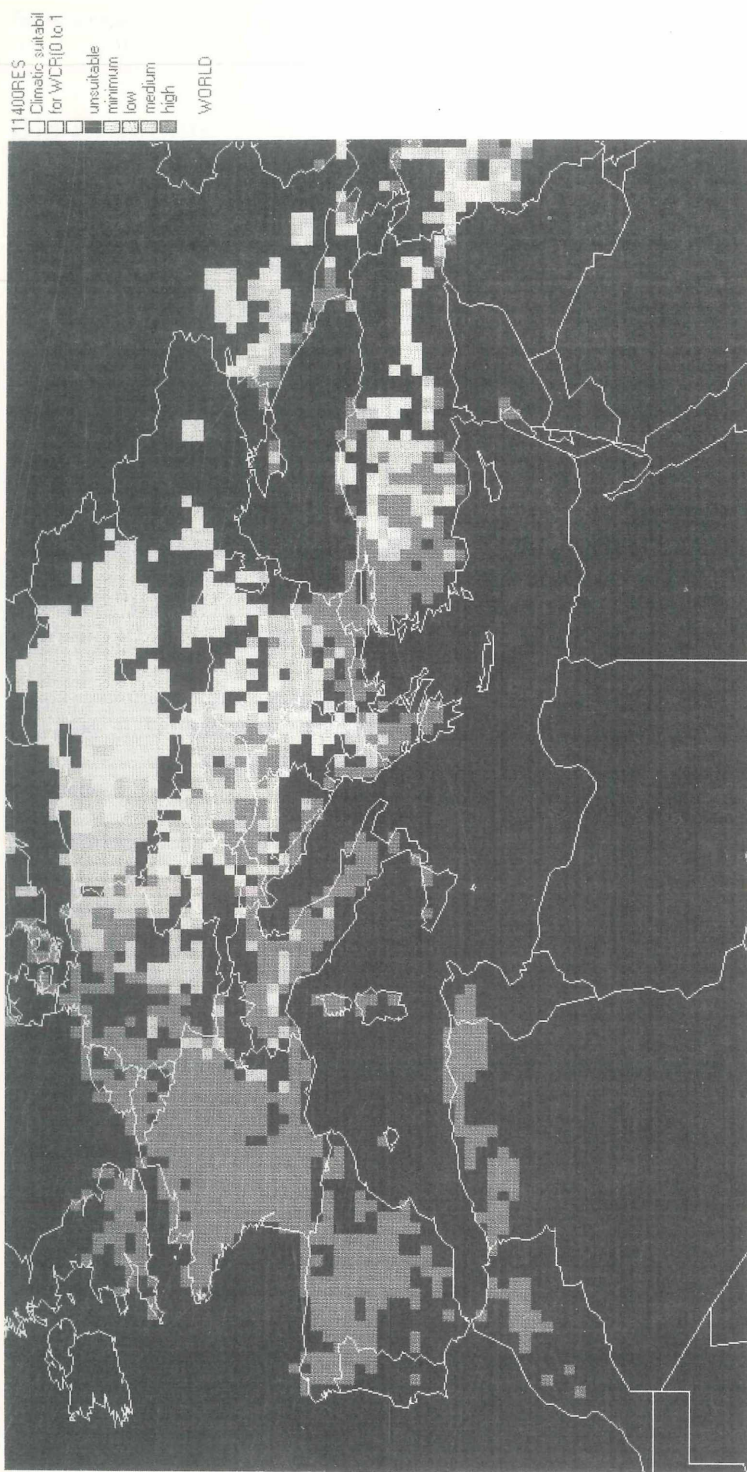 11400RES
Climatic suitabil
for WCR(0 to 1
unsuitable
minimum
low
medium
high
WORLD